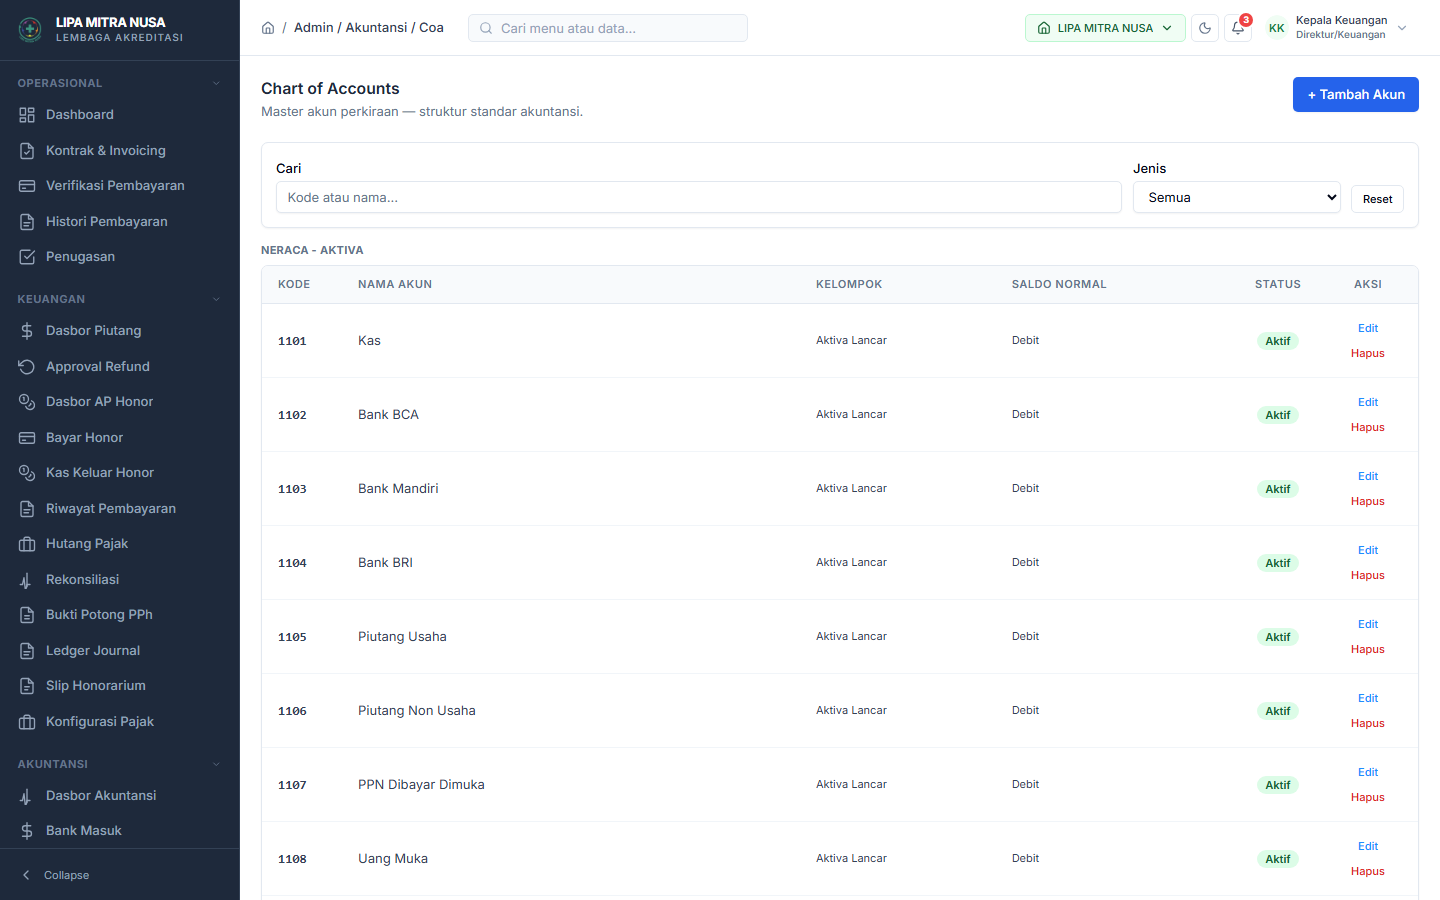 LIPA MITRA NUSA
LEMBAGA AKREDITASI
OPERASIONAL
Dashboard
Kontrak & Invoicing
Verifikasi Pembayaran
Histori Pembayaran
Penugasan
KEUANGAN
Dasbor Piutang
Approval Refund
Dasbor AP Honor
Bayar Honor
Kas Keluar Honor
Riwayat Pembayaran
Hutang Pajak
Rekonsiliasi
Bukti Potong PPh
Ledger Journal
Slip Honorarium
Konfigurasi Pajak
AKUNTANSI
Dasbor Akuntansi
Bank Masuk
Collapse
/ Admin / Akuntansi / Coa
Cari menu atau data...
LIPA MITRA NUSA
3
KK
Kepala Keuangan
Direktur/Keuangan
Chart of Accounts
Master akun perkiraan — struktur standar akuntansi.
+ Tambah Akun
Cari
Kode atau nama...
Jenis
Semua
Reset
NERACA - AKTIVA
KODE NAMA AKUN KELOMPOK SALDO NORMAL STATUS AKSI
1101 Kas Aktiva Lancar Debit Aktif Edit Hapus
1102 Bank BCA Aktiva Lancar Debit Aktif Edit Hapus
1103 Bank Mandiri Aktiva Lancar Debit Aktif Edit Hapus
1104 Bank BRI Aktiva Lancar Debit Aktif Edit Hapus
1105 Piutang Usaha Aktiva Lancar Debit Aktif Edit Hapus
1106 Piutang Non Usaha Aktiva Lancar Debit Aktif Edit Hapus
1107 PPN Dibayar Dimuka Aktiva Lancar Debit Aktif Edit Hapus
1108 Uang Muka Aktiva Lancar Debit Aktif Edit Hapus